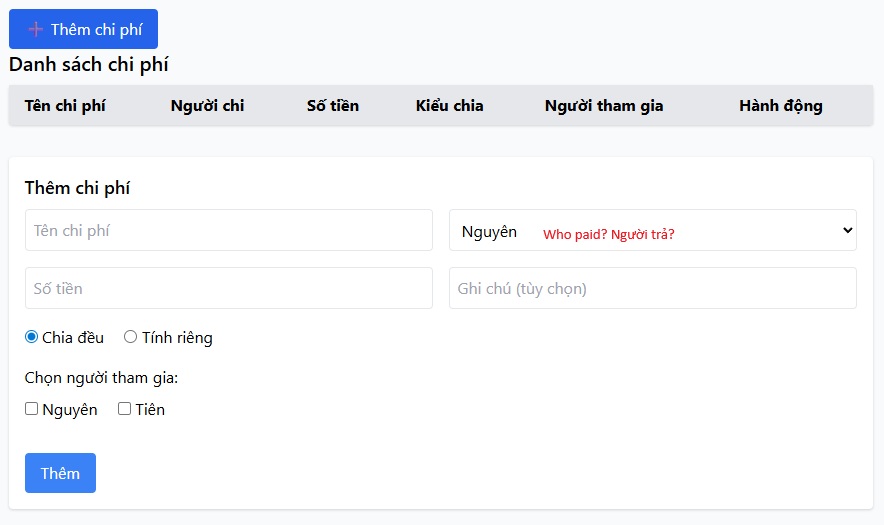 Thêm chi phí
Danh sách chi phí
Tên chi phí Người chi Số tiền Kiểu chia Người tham gia Hành động
Thêm chi phí
Tên chi phí
Nguyên Who paid? Người trả?
Số tiền
Ghi chú (tùy chọn)
Chia đều Tính riêng
Chọn người tham gia:
Nguyên Tiên
Thêm